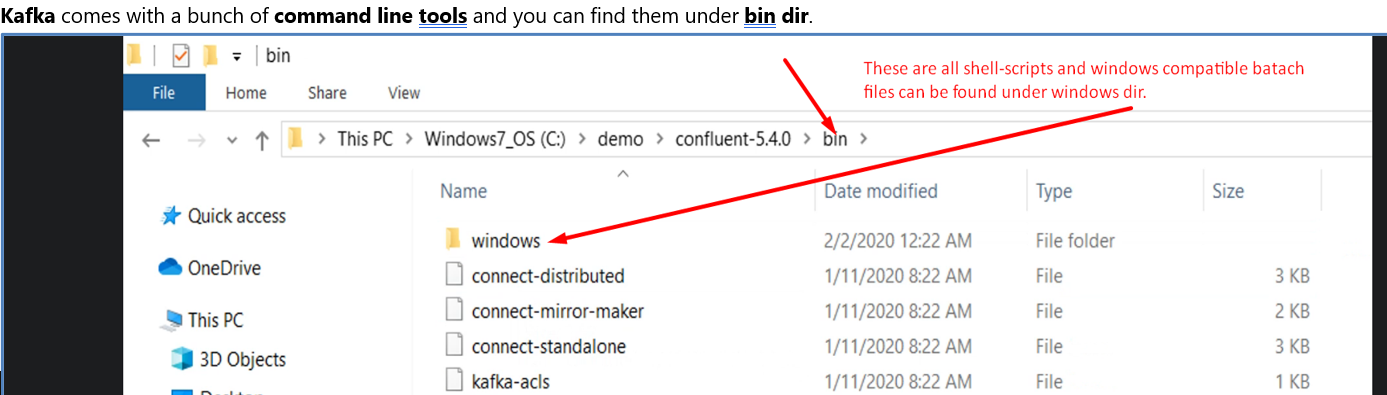 Kafka comes with a bunch of command line tools and you can find them under bin dir.
bin
These are all shell-scripts and windows compatible batach
files can be found under windows dir.
File Home Share View
This PC > Windows7_OS (C:) > demo > confluent-5.4.0 > bin >
Name Date modified Type Size
Quick access
windows 2/2/2020 12:22 AM File folder
OneDrive
connect-distributed 1/11/2020 8:22 AM File 3 KB
connect-mirror-maker 1/11/2020 8:22 AM File 2 KB
This PC
connect-standalone 1/11/2020 8:22 AM File 3 KB
3D Objects
kafka-acls 1/11/2020 8:22 AM File 1 KB